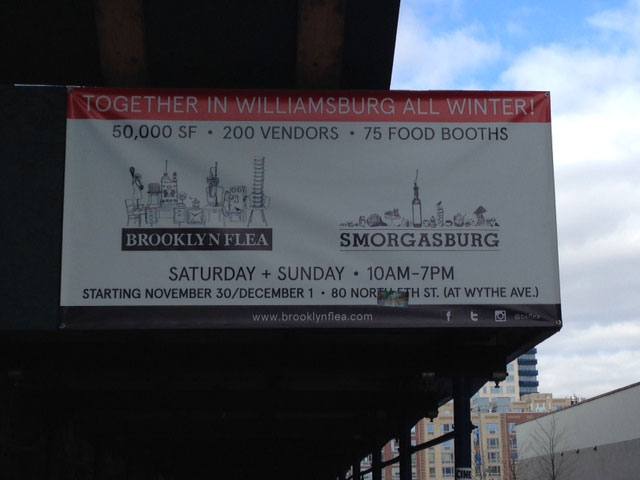 TOGETHER IN WILLIAMSBURG ALL WINTER!
50,000 SF • 200 VENDORS • 75 FOOD BOOTHS
BROOKLYN FLEA
SMORGASBURG
SATURDAY + SUNDAY • 10AM-7PM
STARTING NOVEMBER 30/DECEMBER 1 • 80 NORTH 5TH ST. (AT WYTHE AVE.)
www.brooklynflea.com